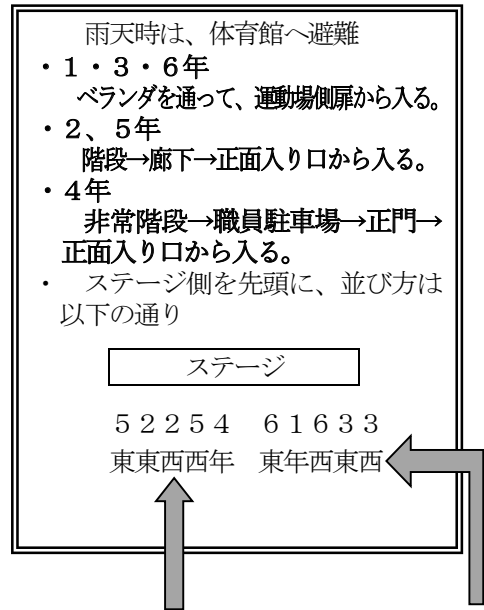 雨天時は、体育館へ避難
・１・３・６年
ベランダを通って、運動場側扉から入る。
・２、５年
階段→廊下→正面入り口から入る。
・４年
非常階段→職員駐車場→正門→
正面入り口から入る。
・　ステージ側を先頭に、並び方は
以下の通り
ステージ
５２２５４　６１６３３
東東西西年　東年西東西